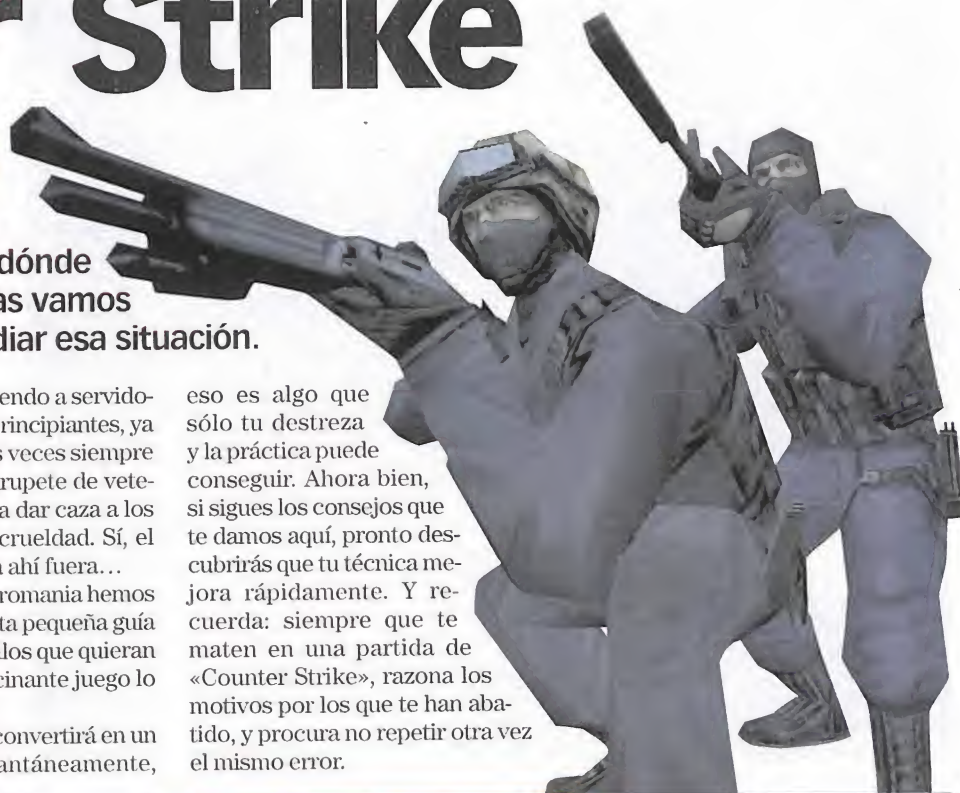 r Strike
dónde
as vamos
diar esa situación.
endo a servido-
rincipiantes, ya
s veces siempre
rupete de vete-
a dar caza a los
crueldad. Sí, el
a ahí fuera...
romania hemos
ta pequeña guía
los que quieran
cinante juego lo
convertirá en un
antáneamente,
eso es algo que
sólo tu destreza
y la práctica puede
conseguir. Ahora bien,
si sigues los consejos que
te damos aquí, pronto des-
cubrirás que tu técnica me-
jora rápidamente. Y re-
cuerda: siempre que te
maten en una partida de
«Counter Strike», razona los
motivos por los que te han aba-
tido, y procura no repetir otra vez
el mismo error.